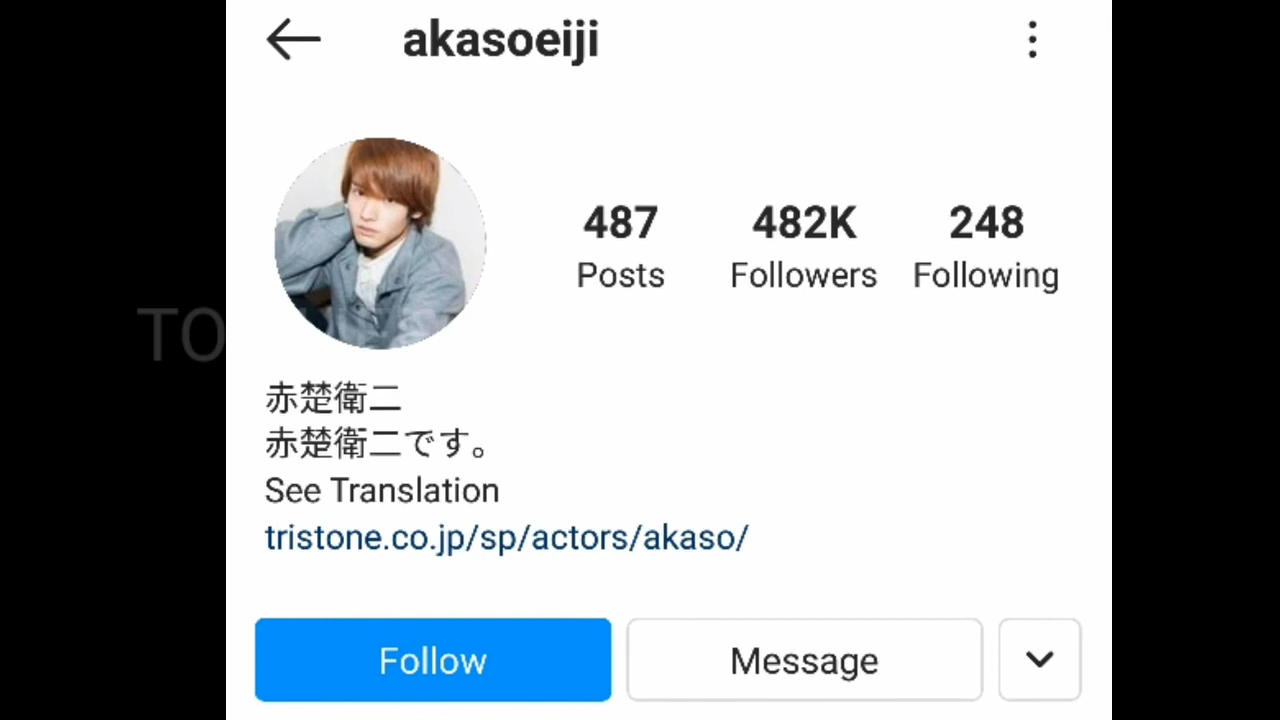 akasoeiji
487 482K 248
Posts Followers Following
TO
赤楚衛二
赤楚衛二です。
See Translation
tristone.co.jp/sp/actors/akaso/
Follow Message